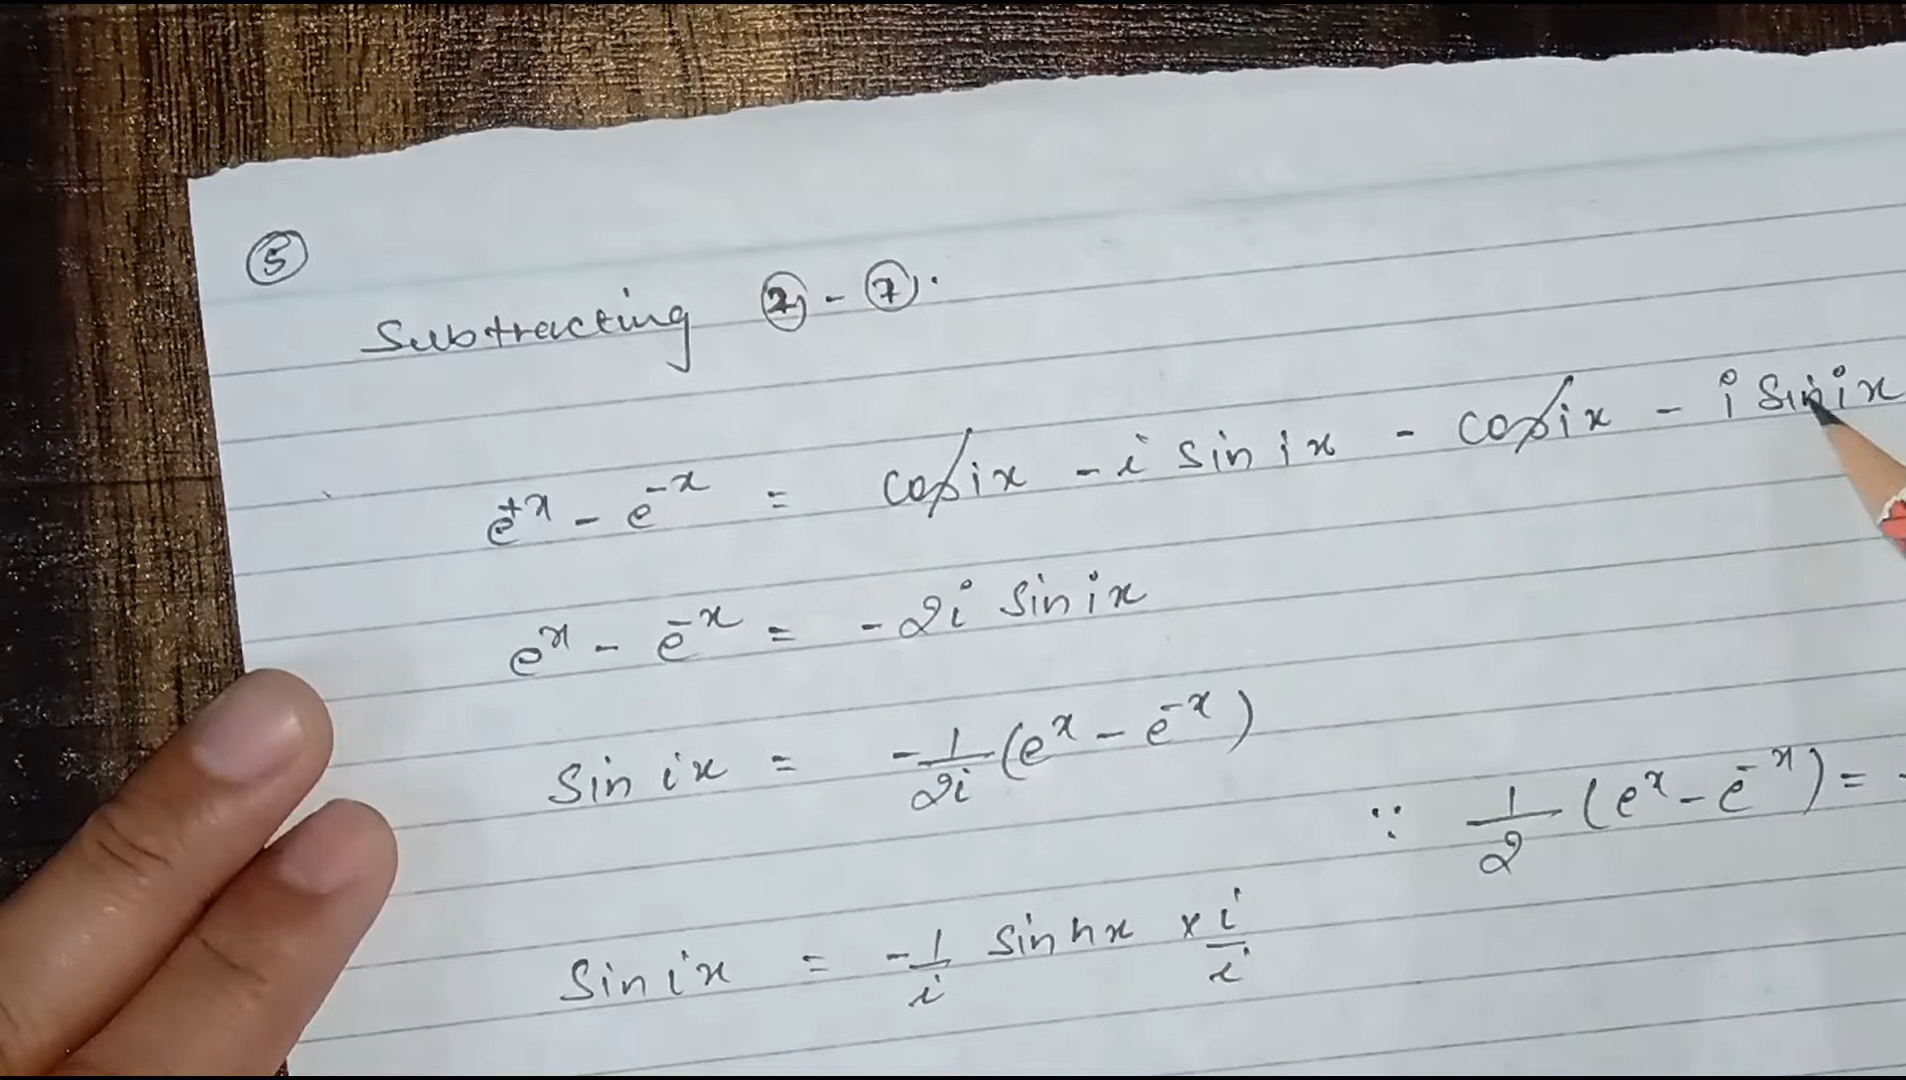 ⑤
Subtracting ② - ⑦.
e^{+x} - e^{-x} = cos ix - i sin ix - cos ix - i sin ix
e^x - e^{-x} = - 2i sin ix
Sin ix = -1/2i (e^x - e^{-x})
∵ 1/2 (e^x - e^{-x}) =
Sin ix = -1/i sinhx × i/i